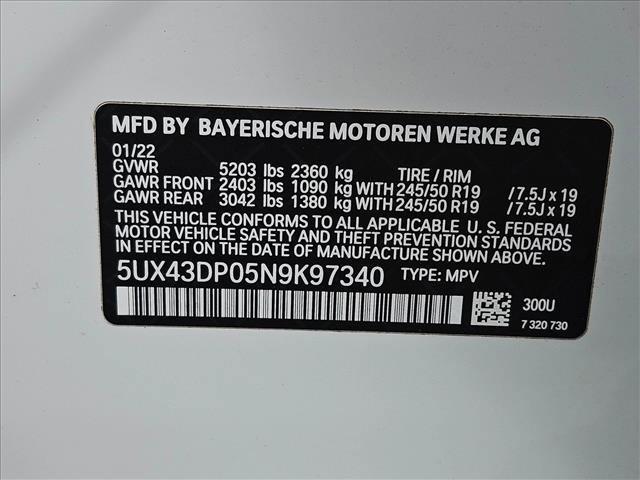 MFD BY BAYERISCHE MOTOREN WERKE AG
01/22
GVWR 5203 lbs 2360 kg TIRE / RIM
GAWR FRONT 2403 lbs 1090 kg WITH 245/50 R19 /7.5J x 19
GAWR REAR 3042 lbs 1380 kg WITH 245/50 R19 /7.5J x 19
THIS VEHICLE CONFORMS TO ALL APPLICABLE U. S. FEDERAL
MOTOR VEHICLE SAFETY, BUMPER, AND THEFT PREVENTION
STANDARDS IN EFFECT ON THE DATE OF MANUFACTURE SHOWN ABOVE.
5UX43DP05N9K97340 TYPE: MPV
300U
7 320 730